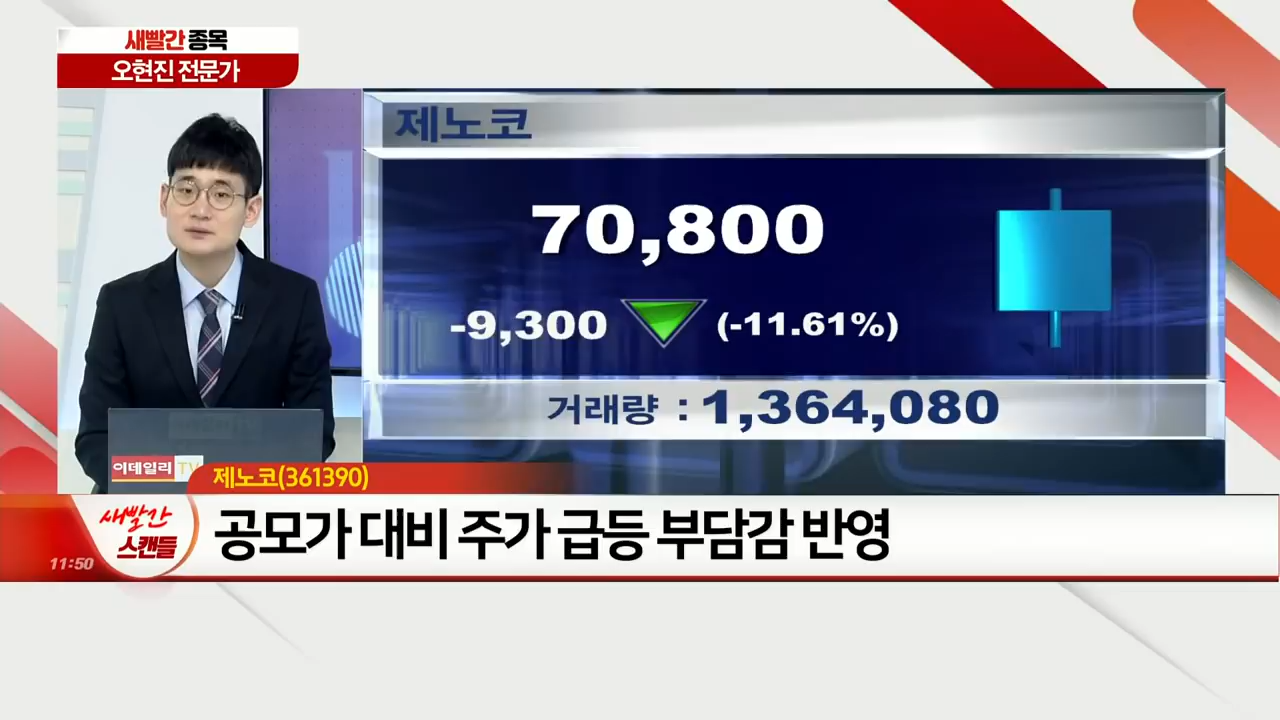 새빨간 종목
오현진 전문가
제노코
70,800
-9,300 (-11.61%)
거래량 : 1,364,080
이데일리 TV
제노코(361390)
새빨간
스캔들
공모가 대비 주가 급등 부담감 반영
11:50